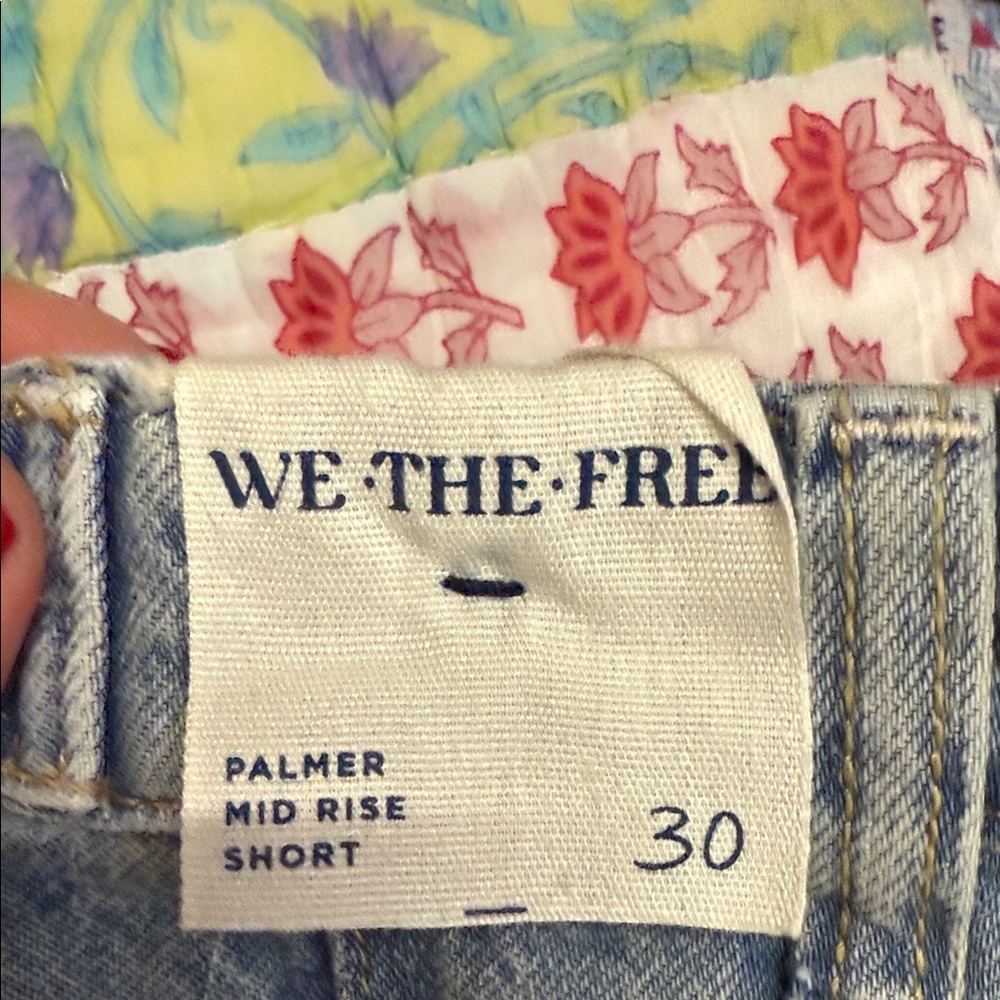 WE·THE·FREE
PALMER
MID RISE
SHORT
30